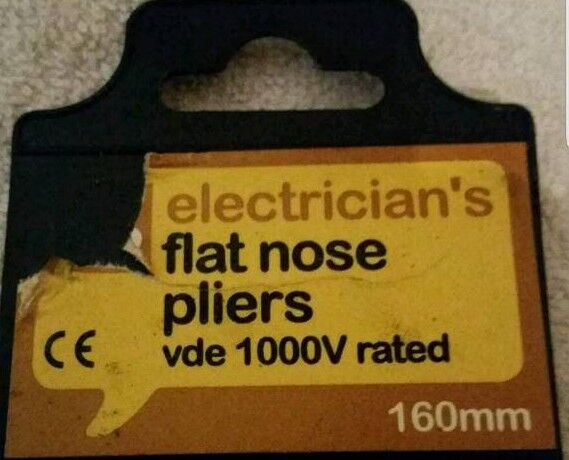 electrician's
flat nose
pliers
CE vde 1000V rated
160mm